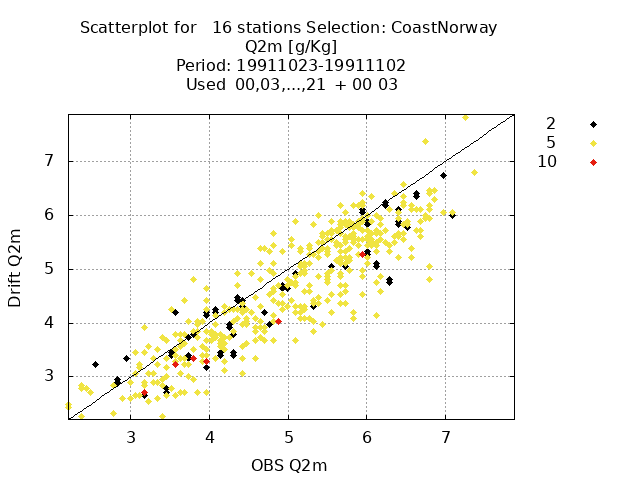 Scatterplot for   16 stations Selection: CoastNorway
Q2m [g/Kg]
Period: 19911023-19911102
Used  00,03,...,21  + 00 03
2
5
10
7
6
5
4
3
Drift Q2m
3 4 5 6 7
OBS Q2m